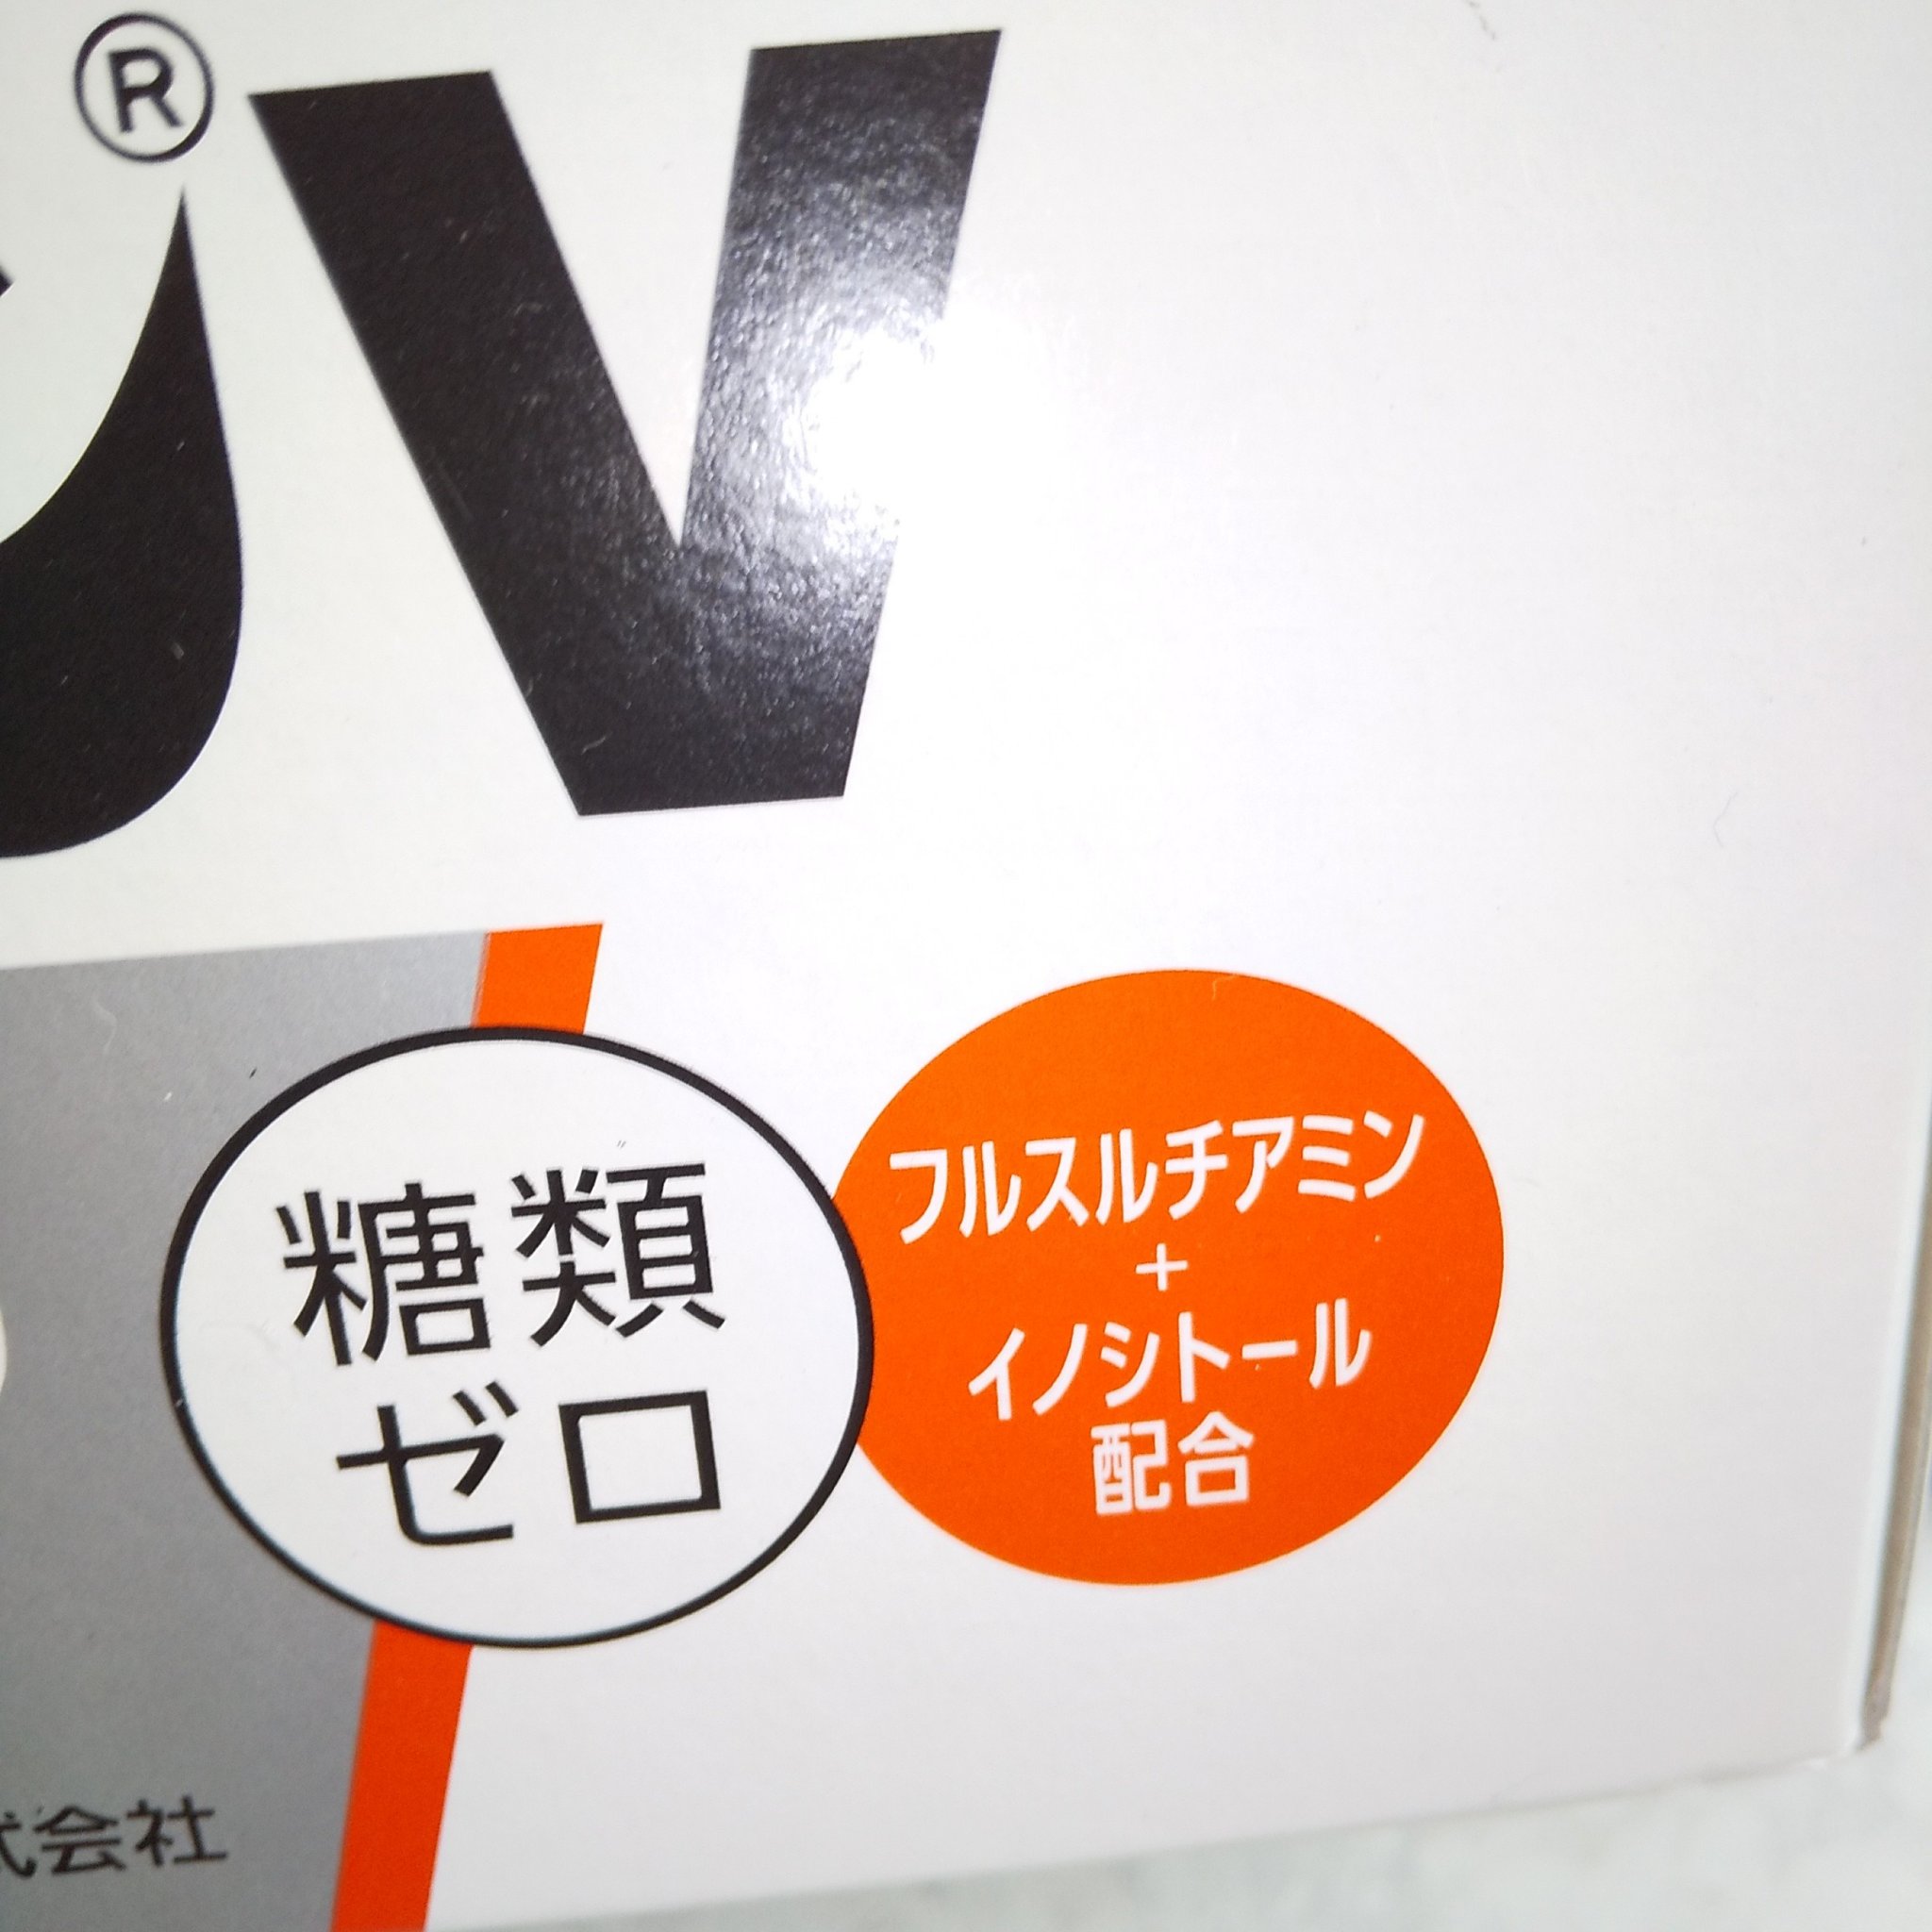 ®
V
糖類
ゼロ
フルスルチアミン
+
イノシトール
配合
式会社